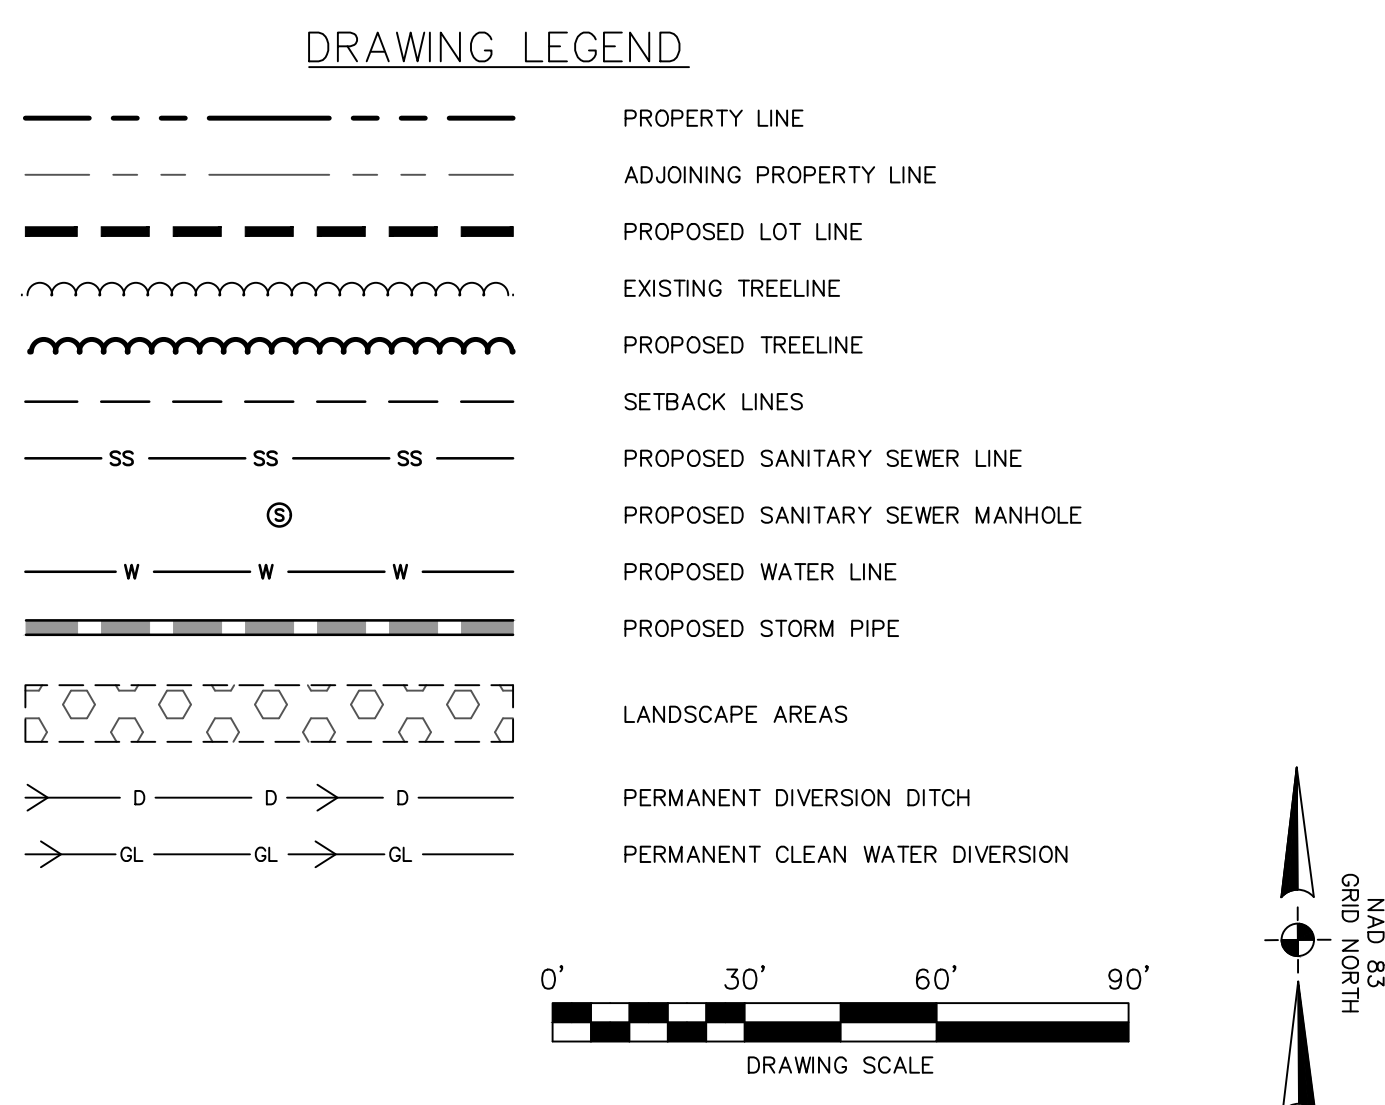 DRAWING LEGEND
PROPERTY LINE
ADJOINING PROPERTY LINE
PROPOSED LOT LINE
EXISTING TREELINE
PROPOSED TREELINE
SETBACK LINES
SS SS SS PROPOSED SANITARY SEWER LINE
S PROPOSED SANITARY SEWER MANHOLE
W W W PROPOSED WATER LINE
PROPOSED STORM PIPE
LANDSCAPE AREAS
D D D PERMANENT DIVERSION DITCH
GL GL GL PERMANENT CLEAN WATER DIVERSION
NAD 83
GRID NORTH
0' 30' 60' 90'
DRAWING SCALE